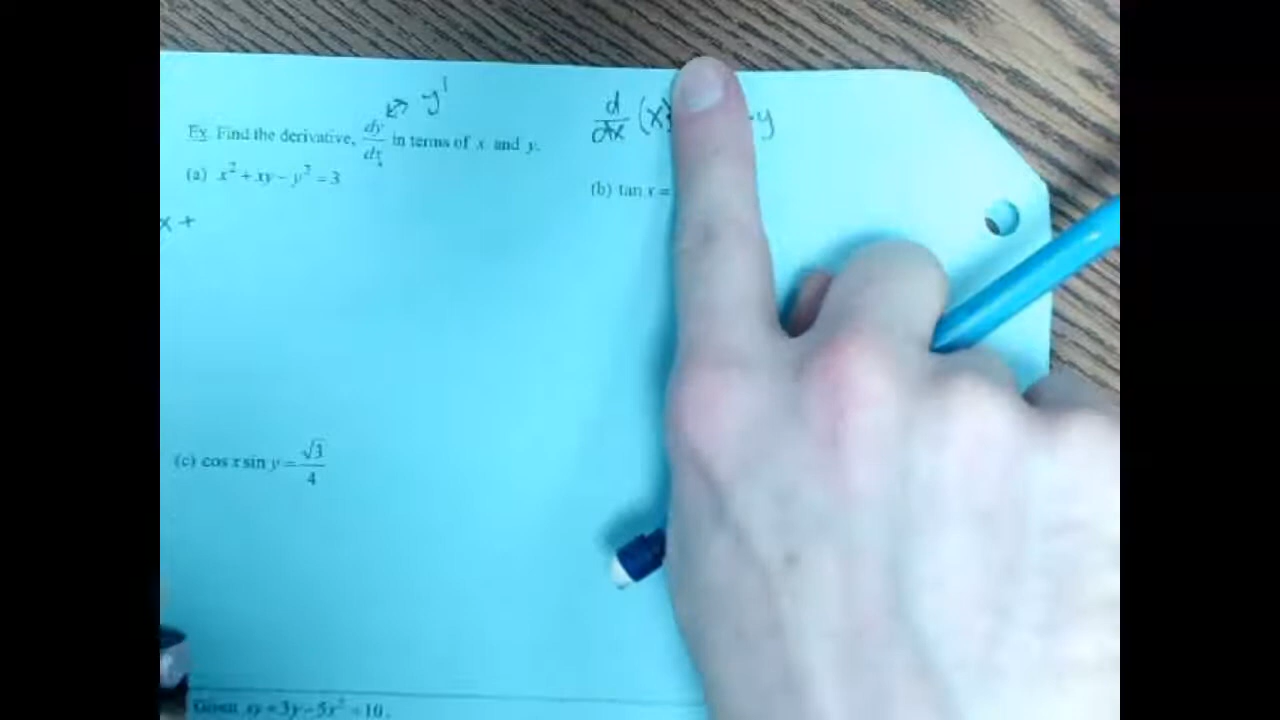 y'
Ex. Find the derivative, dy/dx in terms of x and y.
d/dx (x y
(a) x² + xy − y² = 3
(b) tan x =
x +
(c) cos x sin y = √3/4
Given xy + 3y − 5x² = 10.